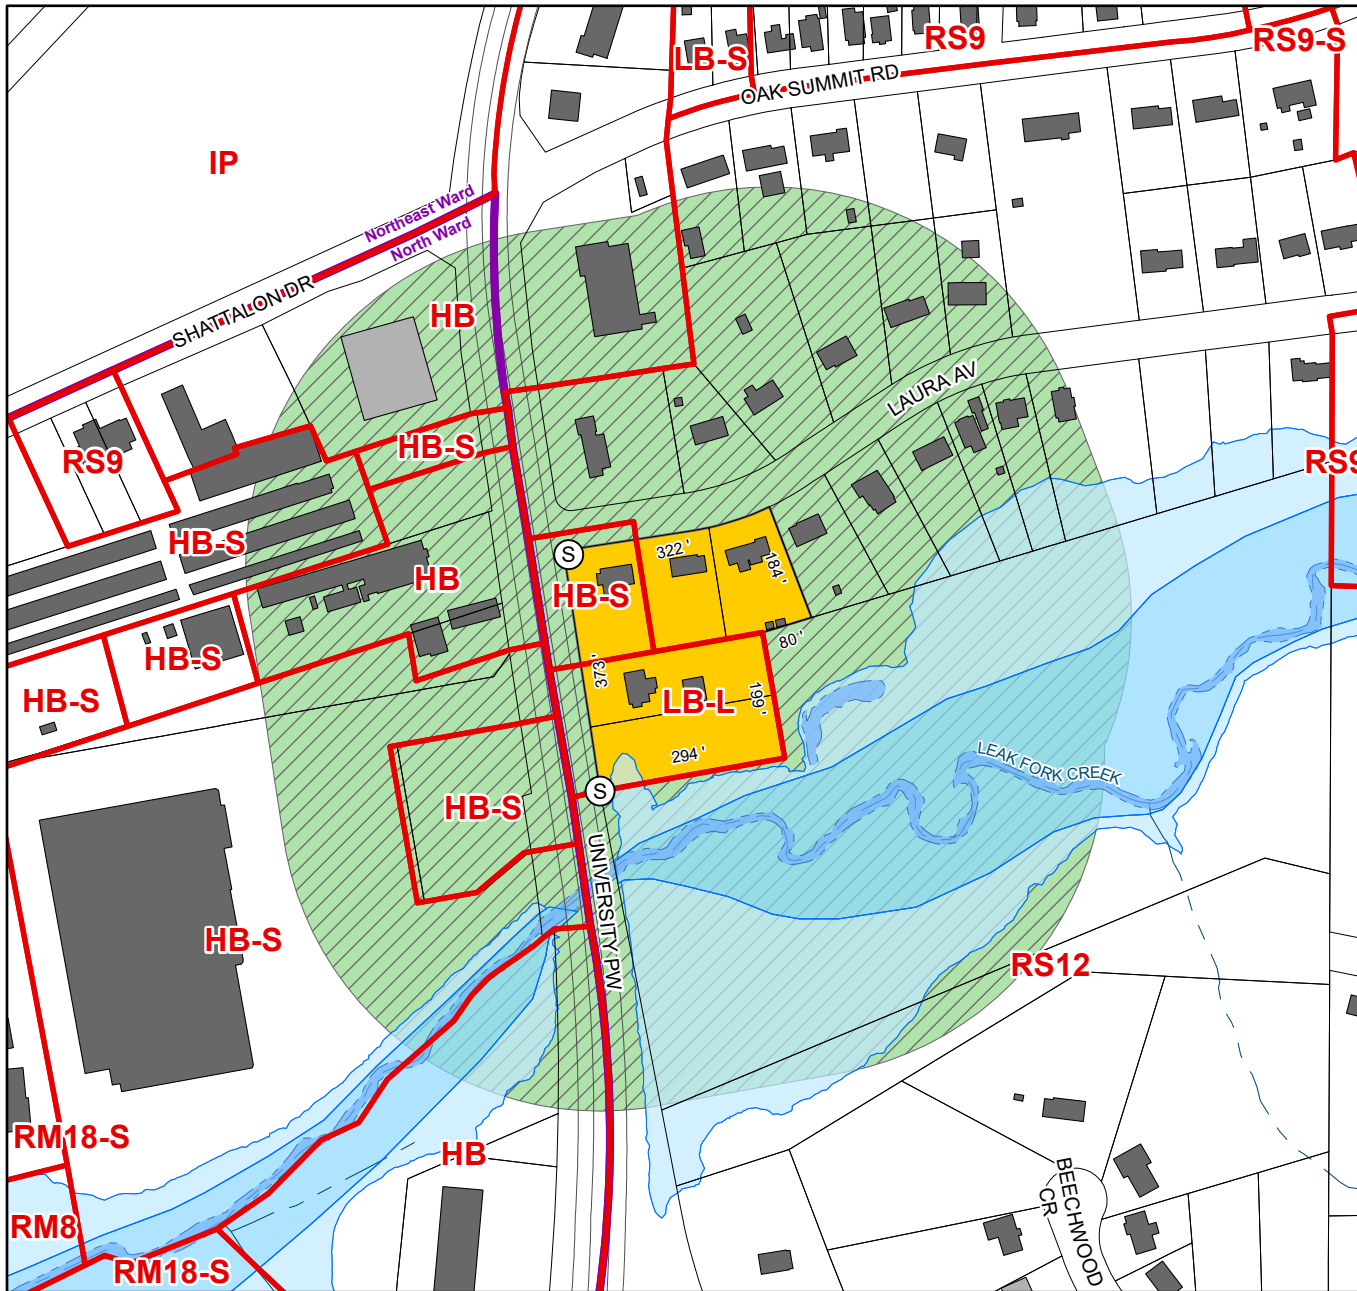 RS9
RS9-S
LB-S
OAK SUMMIT RD
IP
Northeast Ward
North Ward
SHATTALON DR
HB
LAURA AV
HB-S
RS9
RS9
HB-S
S
322 '
184 '
HB-S
HB
80 '
HB-S
373 '
199 '
LB-L
HB-S
294 '
LEAK FORK CREEK
S
HB-S
UNIVERSITY PW
HB-S
RS12
RM18-S
HB
BEECHWOOD
CR
RM8
RM18-S